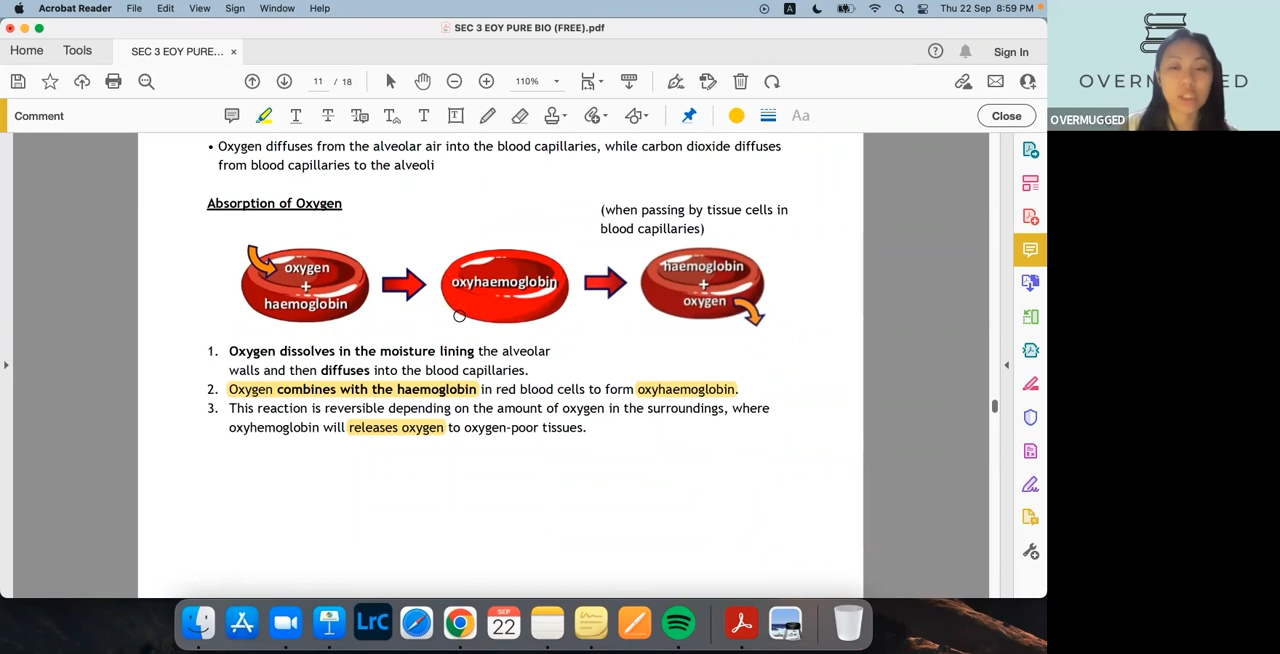 Acrobat Reader File Edit View Sign Window Help
A
Thu 22 Sep 8:59 PM
SEC 3 EOY PURE BIO (FREE).pdf
Home Tools SEC 3 EOY PURE... × Sign In
11 / 18 110%
Comment Aa Close
• Oxygen diffuses from the alveolar air into the blood capillaries, while carbon dioxide diffuses
from blood capillaries to the alveoli
Absorption of Oxygen
(when passing by tissue cells in
blood capillaries)
oxygen
+
haemoglobin
oxyhaemoglobin
haemoglobin
+
oxygen
1. Oxygen dissolves in the moisture lining the alveolar
walls and then diffuses into the blood capillaries.
2. Oxygen combines with the haemoglobin in red blood cells to form oxyhaemoglobin.
3. This reaction is reversible depending on the amount of oxygen in the surroundings, where
oxyhemoglobin will releases oxygen to oxygen-poor tissues.
LrC
SEP
22
OVERMUGGED